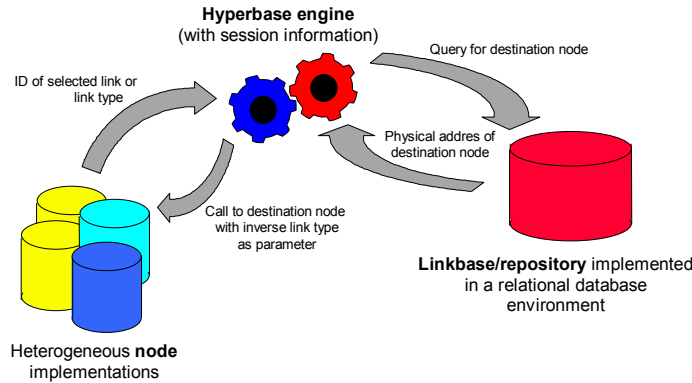 Hyperbase engine
(with session information)
Query for destination node
ID of selected link or
link type
Physical addres of
destination node
Call to destination node
with inverse link type
as parameter
Linkbase/repository implemented
in a relational database
environment
Heterogeneous node
implementations